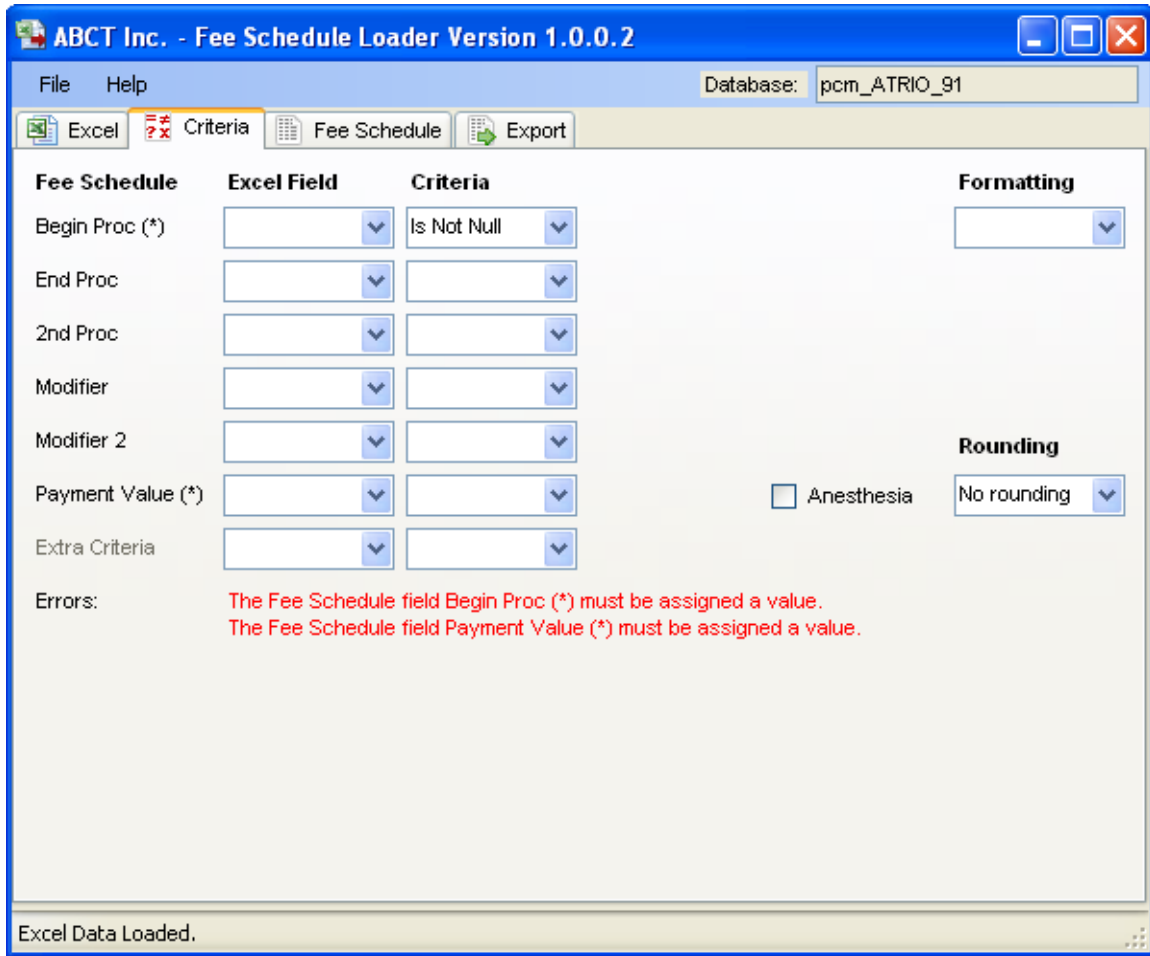 ABCT Inc. - Fee Schedule Loader Version 1.0.0.2
File Help Database: pcm_ATRIO_91
Excel Criteria Fee Schedule Export
Fee Schedule Excel Field Criteria Formatting
Begin Proc (*) Is Not Null
End Proc
2nd Proc
Modifier
Modifier 2 Rounding
Payment Value (*) Anesthesia No rounding
Extra Criteria
Errors: The Fee Schedule field Begin Proc (*) must be assigned a value.
The Fee Schedule field Payment Value (*) must be assigned a value.
Excel Data Loaded.